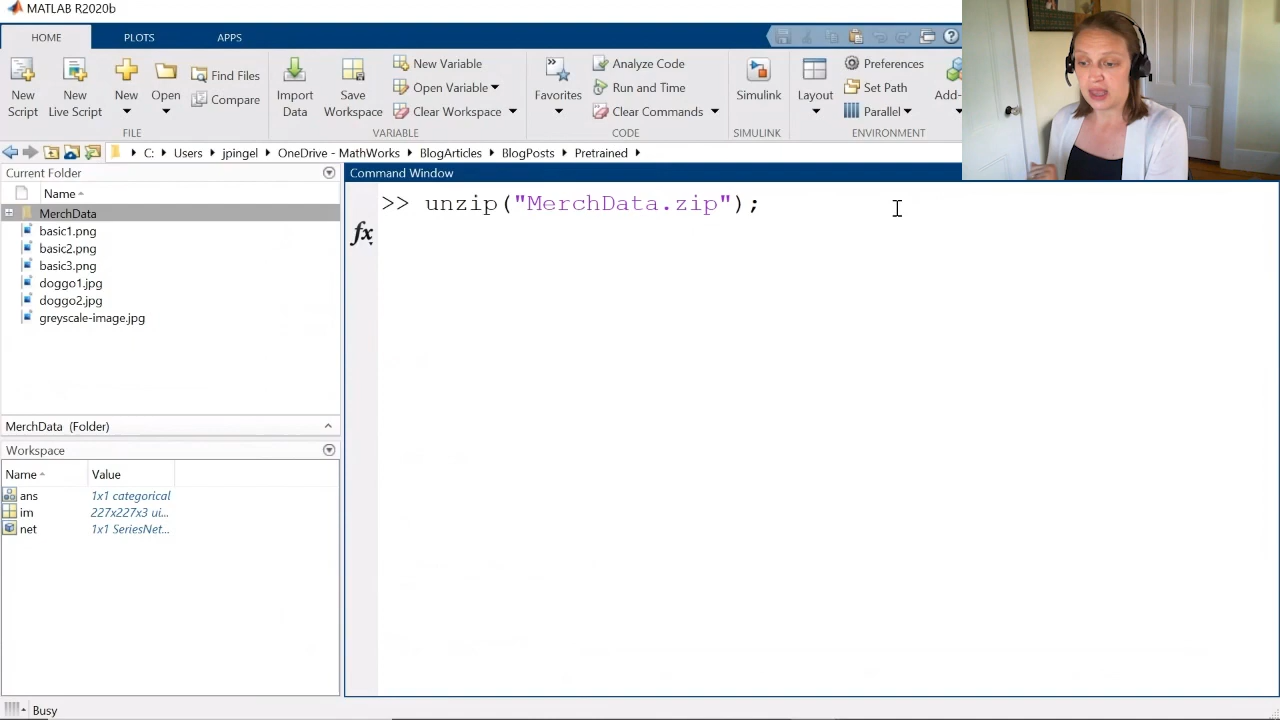 MATLAB R2020b
HOME PLOTS APPS
New Script
New Live Script
New
Open
Find Files
Compare
FILE
Import Data
Save Workspace
New Variable
Open Variable
Clear Workspace
VARIABLE
Favorites
Analyze Code
Run and Time
Clear Commands
CODE
Simulink
SIMULINK
Layout
Preferences
Set Path
Parallel
Add-
ENVIRONMENT
C: Users jpingel OneDrive - MathWorks BlogArticles BlogPosts Pretrained
Current Folder
Name
MerchData
basic1.png
basic2.png
basic3.png
doggo1.jpg
doggo2.jpg
greyscale-image.jpg
MerchData (Folder)
Workspace
Name Value
ans 1x1 categorical
im 227x227x3 ui...
net 1x1 SeriesNet...
Command Window
>> unzip("MerchData.zip");
fx
Busy